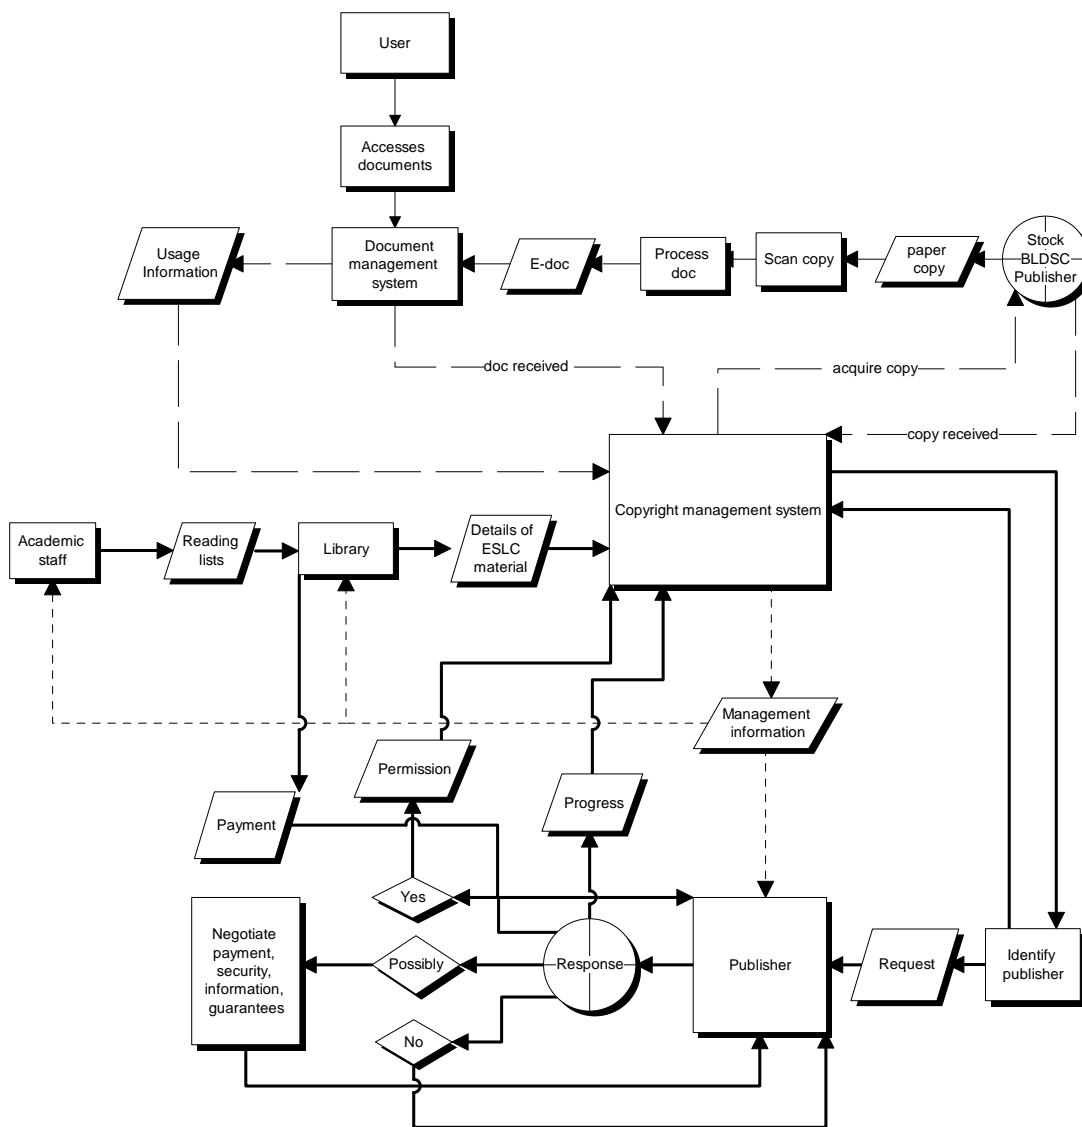 User
Accesses
documents
Usage
Information
Document
management
system
E-doc
Process
doc
Scan copy
paper
copy
Stock
BLDSC
Publisher
doc received
acquire copy
copy received
Copyright management system
Academic
staff
Reading
lists
Library
Details of
ESLC
material
Management
information
Permission
Progress
Payment
Yes
Negotiate
payment,
security,
information,
guarantees
Possibly
Response
Publisher
Request
Identify
publisher
No